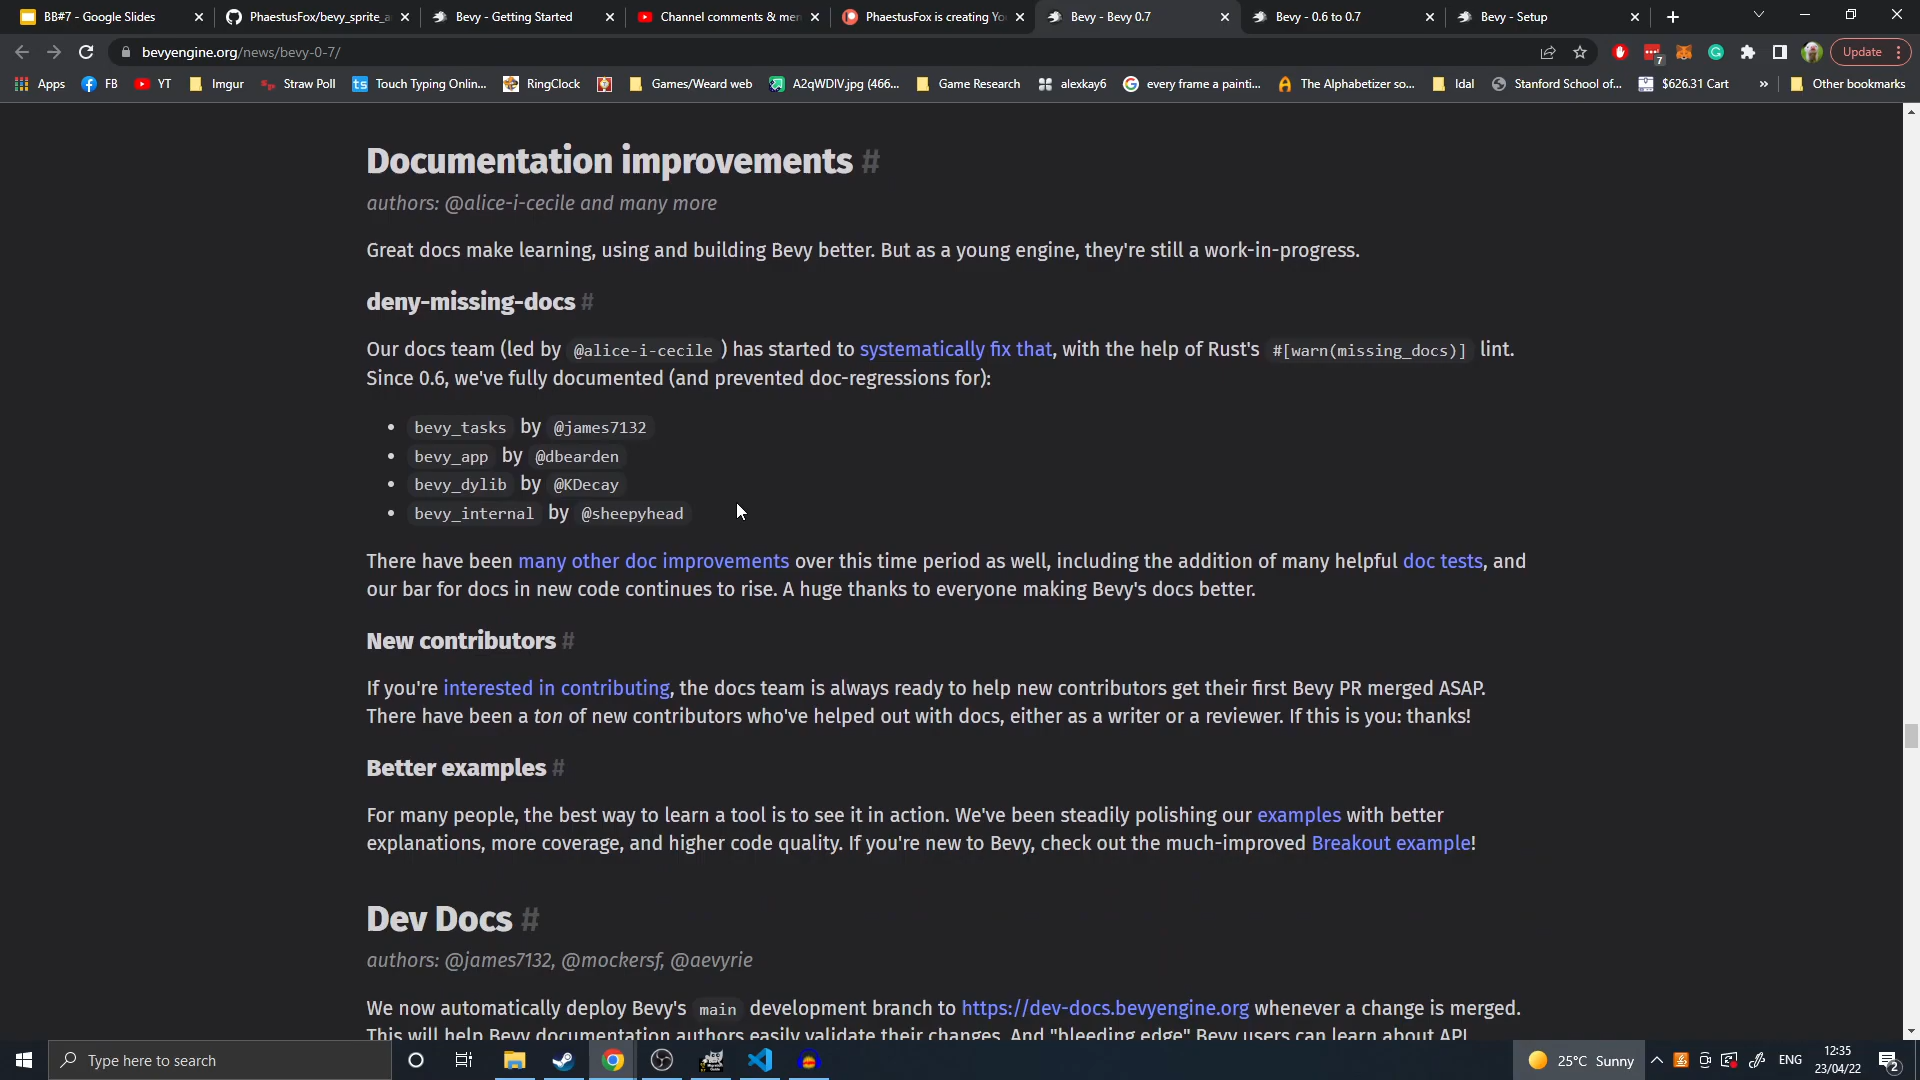 BB#7 - Google Slides
PhaestusFox/bevy_sprite_a
Bevy - Getting Started
Channel comments & men
PhaestusFox is creating Yo
Bevy - Bevy 0.7
Bevy - 0.6 to 0.7
Bevy - Setup
bevyengine.org/news/bevy-0-7/
7
Update
Apps
FB
YT
Imgur
Straw Poll
Touch Typing Onlin...
RingClock
Games/Weard web
A2qWDIV.jpg (466...
Game Research
alexkay6
every frame a painti...
The Alphabetizer so...
Idal
Stanford School of...
$626.31 Cart
»
Other bookmarks
Documentation improvements #
authors: @alice-i-cecile and many more
Great docs make learning, using and building Bevy better. But as a young engine, they're still a work-in-progress.
deny-missing-docs #
Our docs team (led by @alice-i-cecile ) has started to systematically fix that, with the help of Rust's #[warn(missing_docs)] lint.
Since 0.6, we've fully documented (and prevented doc-regressions for):
• bevy_tasks by @james7132
• bevy_app by @dbearden
• bevy_dylib by @KDecay
• bevy_internal by @sheepyhead
There have been many other doc improvements over this time period as well, including the addition of many helpful doc tests, and
our bar for docs in new code continues to rise. A huge thanks to everyone making Bevy's docs better.
New contributors #
If you're interested in contributing, the docs team is always ready to help new contributors get their first Bevy PR merged ASAP.
There have been a ton of new contributors who've helped out with docs, either as a writer or a reviewer. If this is you: thanks!
Better examples #
For many people, the best way to learn a tool is to see it in action. We've been steadily polishing our examples with better
explanations, more coverage, and higher code quality. If you're new to Bevy, check out the much-improved Breakout example!
Dev Docs #
authors: @james7132, @mockersf, @aevyrie
We now automatically deploy Bevy's main development branch to https://dev-docs.bevyengine.org whenever a change is merged.
This will help Bevy documentation authors easily validate their changes. And "bleeding edge" Bevy users can learn about API
Type here to search
25°C Sunny
ENG
12:35
23/04/22
2